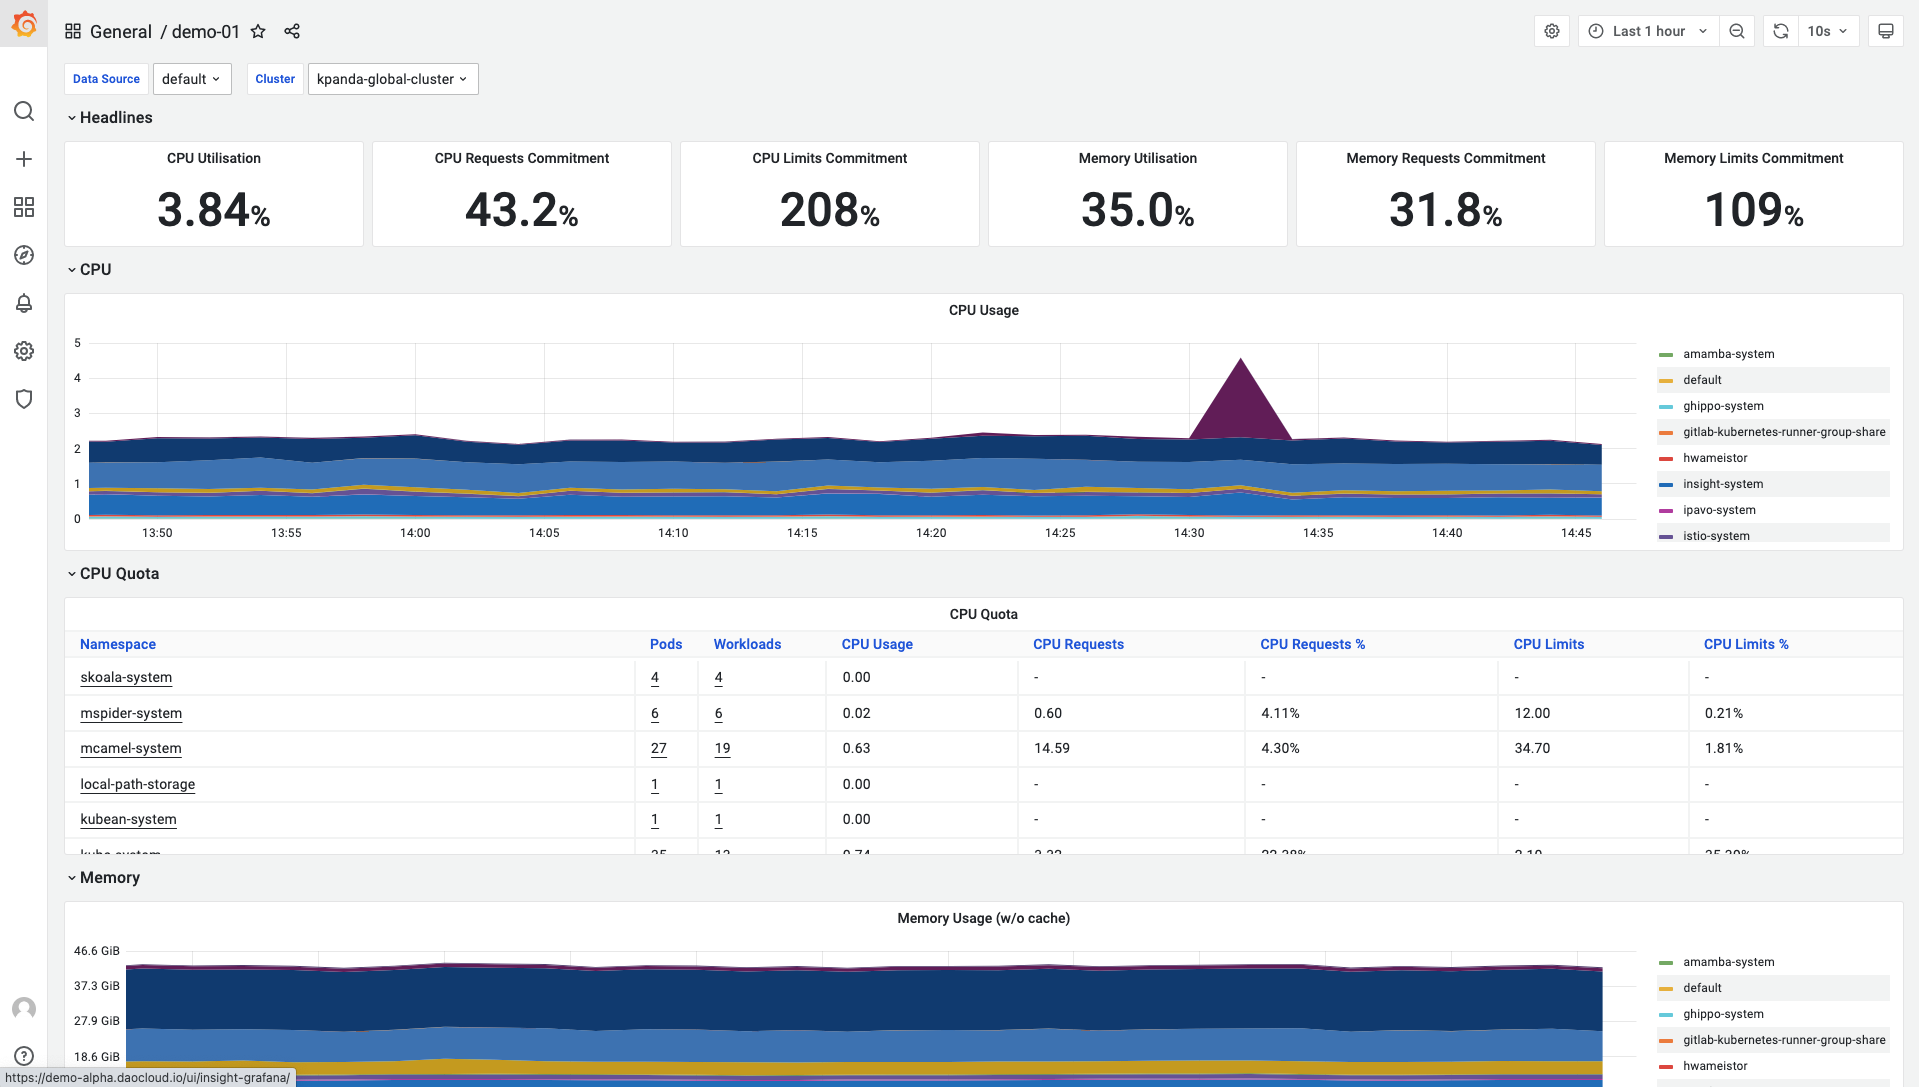 General / demo-01
Last 1 hour
10s
Data Source default Cluster kpanda-global-cluster
Headlines
CPU Utilisation
3.84%
CPU Requests Commitment
43.2%
CPU Limits Commitment
208%
Memory Utilisation
35.0%
Memory Requests Commitment
31.8%
Memory Limits Commitment
109%
CPU
CPU Usage
5
4
3
2
1
0
13:50 13:55 14:00 14:05 14:10 14:15 14:20 14:25 14:30 14:35 14:40 14:45
amamba-system
default
ghippo-system
gitlab-kubernetes-runner-group-share
hwameistor
insight-system
ipavo-system
istio-system
CPU Quota
CPU Quota
Namespace Pods Workloads CPU Usage CPU Requests CPU Requests % CPU Limits CPU Limits %
skoala-system 4 4 0.00 - - - -
mspider-system 6 6 0.02 0.60 4.11% 12.00 0.21%
mcamel-system 27 19 0.63 14.59 4.30% 34.70 1.81%
local-path-storage 1 1 0.00 - - - -
kubean-system 1 1 0.00 - - - -
kube-system
Memory
Memory Usage (w/o cache)
46.6 GiB
37.3 GiB
27.9 GiB
18.6 GiB
amamba-system
default
ghippo-system
gitlab-kubernetes-runner-group-share
hwameistor
https://demo-alpha.daocloud.io/ui/insight-grafana/